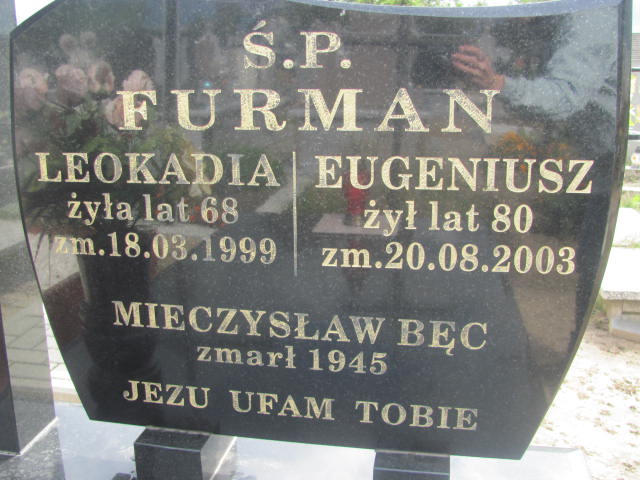 Ś.P.
FURMAN
LEOKADIA
żyła lat 68
zm.18.03.1999
EUGENIUSZ
żył lat 80
zm.20.08.2003
MIECZYSŁAW BĘC
zmarł 1945
JEZU UFAM TOBIE